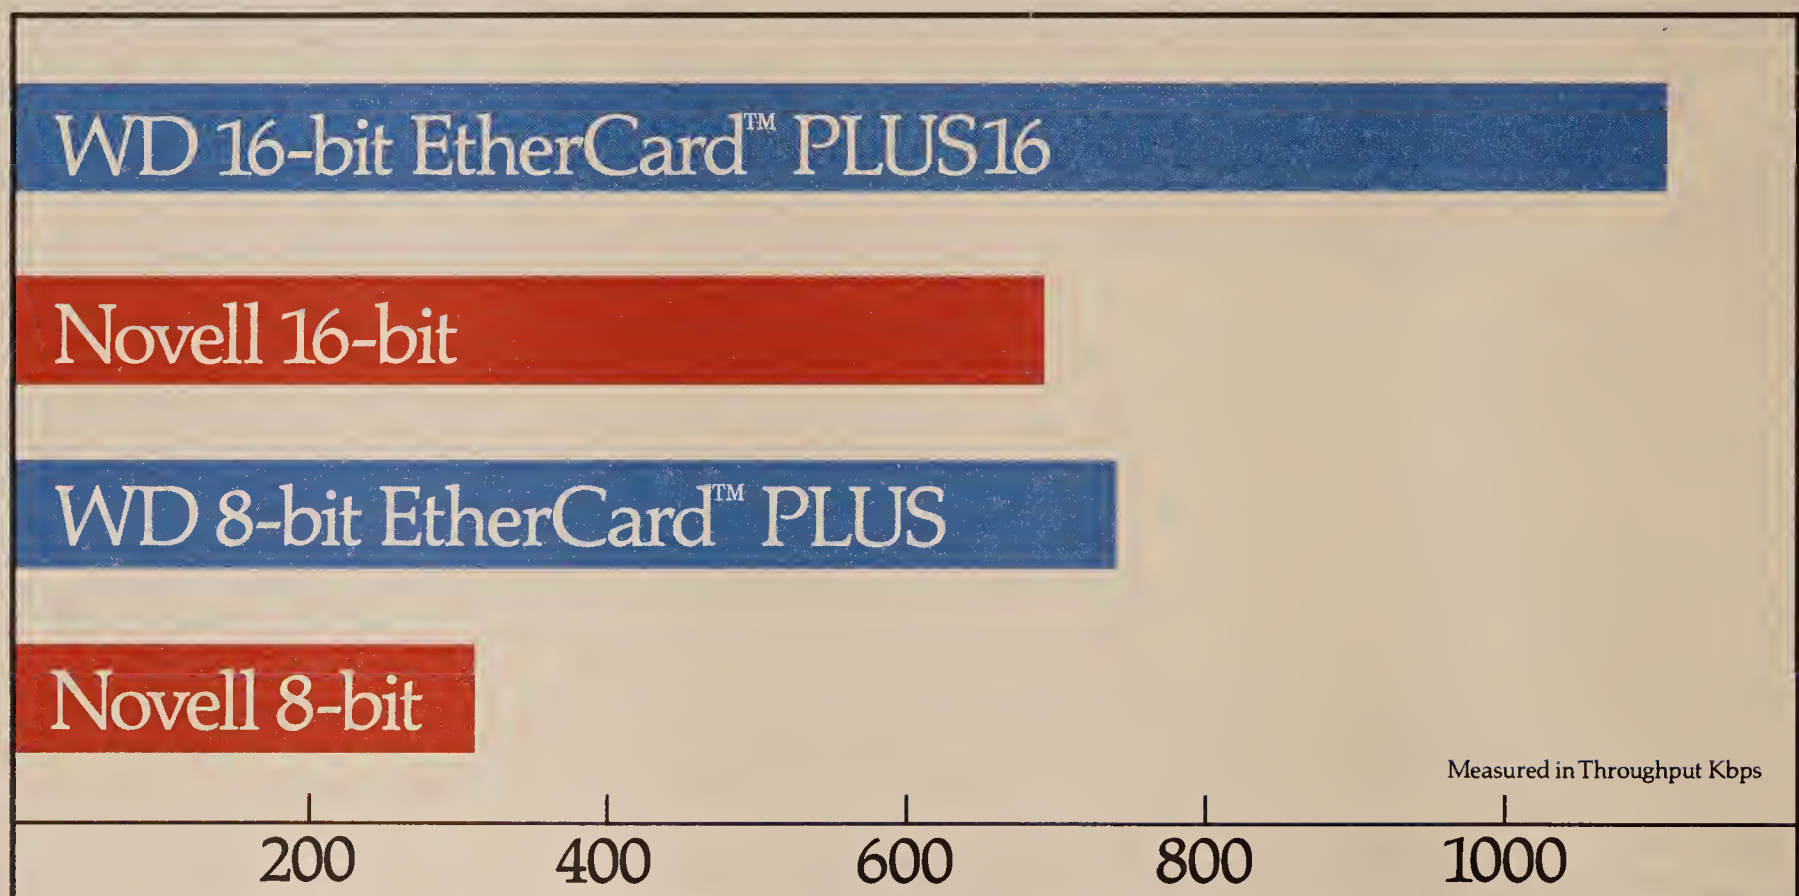 WD 16-bit EtherCard™ PLUS16
Novell 16-bit
WD 8-bit EtherCard™ PLUS
Novell 8-bit
Measured in Throughput Kbps
200 400 600 800 1000